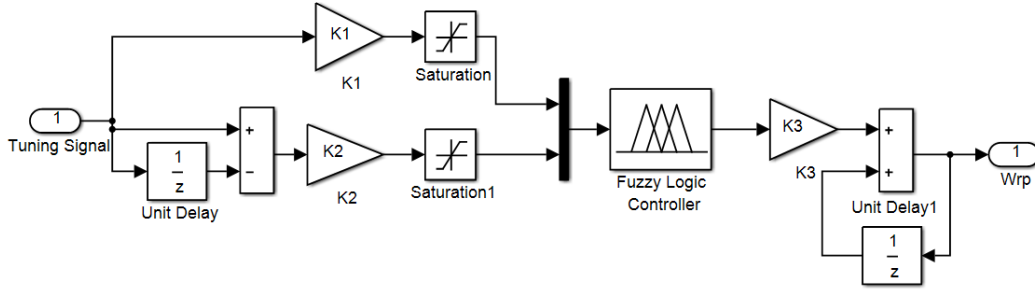 K1
K1
Saturation
1
Tuning Signal
+
−
1
z
Unit Delay
K2
K2
Saturation1
Fuzzy Logic
Controller
K3
K3
+
+
Unit Delay1
1
z
1
Wrp